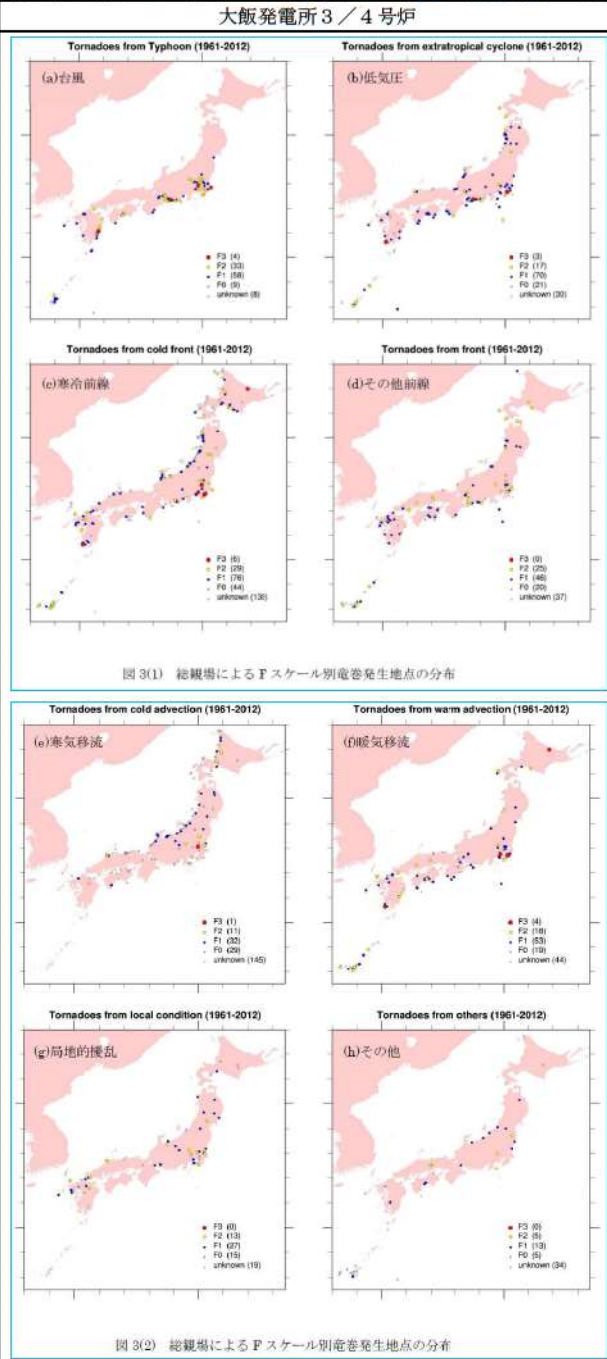 大飯発電所3/4号炉
Tornadoes from Typhoon (1961-2012)
(a)台風
F3 (4)
F2 (33)
F1 (58)
F0 (9)
unknown (8)
Tornadoes from extratropical cyclone (1961-2012)
(b)低気圧
F3 (3)
F2 (17)
F1 (70)
F0 (21)
Tornadoes from cold front (1961-2012)
(c)寒冷前線
F3 (6)
F2 (29)
F1 (76)
F0 (44)
Tornadoes from front (1961-2012)
(d)その他前線
F3 (0)
F2 (25)
F1 (46)
F0 (20)
unknown (37)
図 3(1) 総観場による F スケール別竜巻発生地点の分布
Tornadoes from cold advection (1961-2012)
(e)寒気移流
F3 (1)
F2 (11)
F1 (32)
F0 (29)
unknown (145)
Tornadoes from warm advection (1961-2012)
(f)暖気移流
F3 (4)
F2 (18)
F1 (53)
F0 (19)
unknown (44)
Tornadoes from local condition (1961-2012)
(g)局地的擾乱
F3 (0)
F2 (13)
F1 (27)
F0 (15)
unknown (19)
Tornadoes from others (1961-2012)
(h)その他
F3 (0)
F2 (5)
F1 (13)
F0 (5)
unknown (34)
図 3(2) 総観場による F スケール別竜巻発生地点の分布